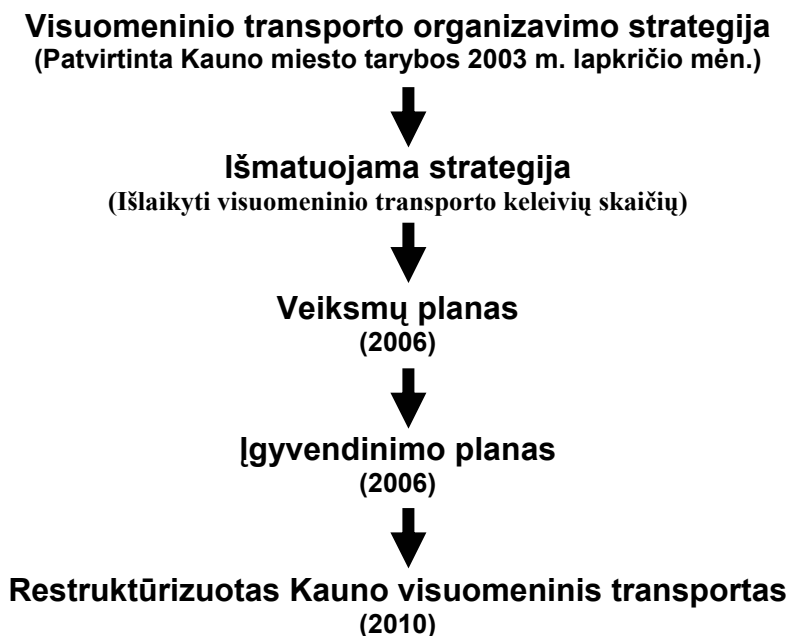 Visuomeninio transporto organizavimo strategija
(Patvirtinta Kauno miesto tarybos 2003 m. lapkričio mėn.)
Išmatuojama strategija
(Išlaikyti visuomeninio transporto keleivių skaičių)
Veiksmų planas
(2006)
Įgyvendinimo planas
(2006)
Restruktūrizuotas Kauno visuomeninis transportas
(2010)